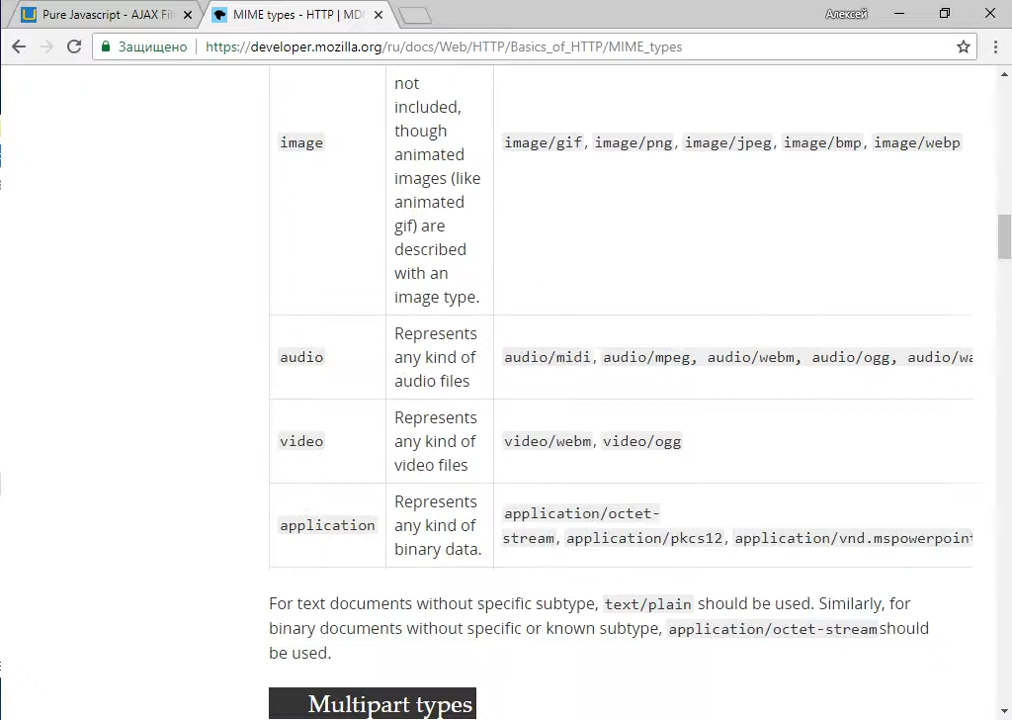 Pure Javascript - AJAX Fil
MIME types - HTTP | MD
Алексей
Защищено
https://developer.mozilla.org/ru/docs/Web/HTTP/Basics_of_HTTP/MIME_types
image
not
included,
though
animated
images (like
animated
gif) are
described
with an
image type.
image/gif, image/png, image/jpeg, image/bmp, image/webp
audio
Represents
any kind of
audio files
audio/midi, audio/mpeg, audio/webm, audio/ogg, audio/wa
video
Represents
any kind of
video files
video/webm, video/ogg
application
Represents
any kind of
binary data.
application/octet-
stream, application/pkcs12, application/vnd.mspowerpoint
For text documents without specific subtype, text/plain should be used. Similarly, for
binary documents without specific or known subtype, application/octet-stream should
be used.
Multipart types